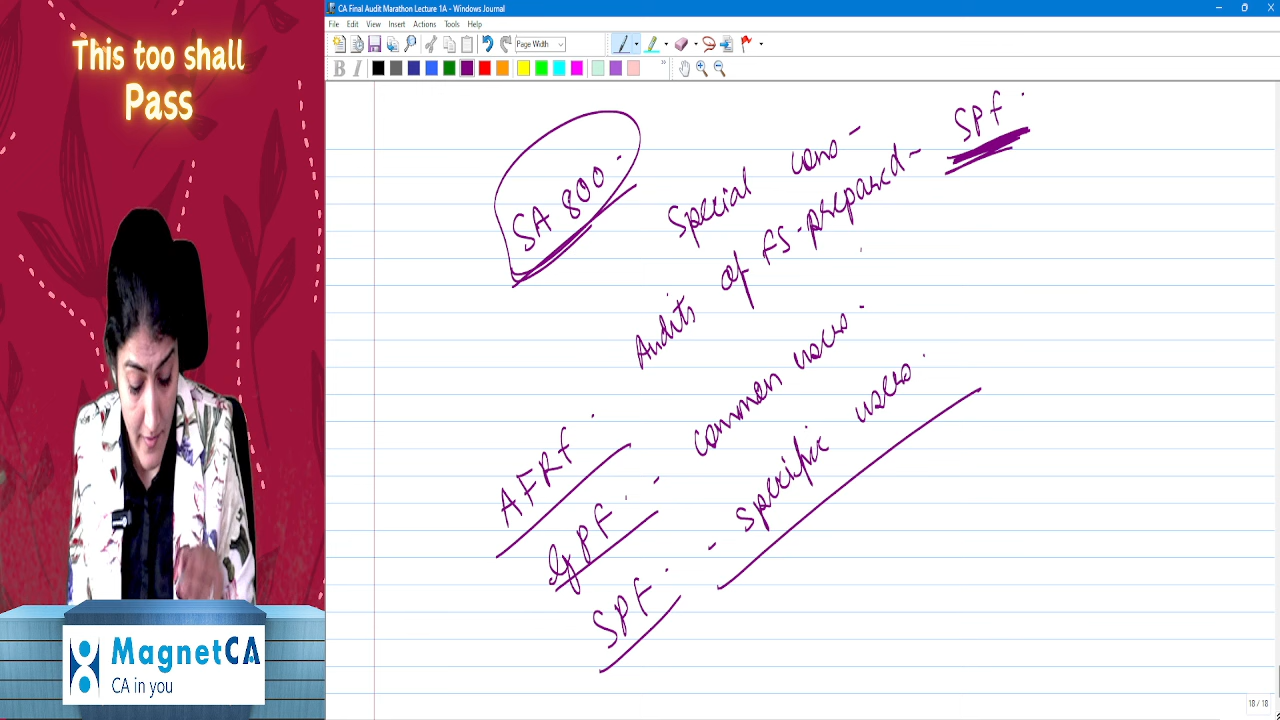 This too shall
Pass
CA Final Audit Marathon Lecture 1A - Windows Journal
File Edit View Insert Actions Tools Help
Page Width
B I
SA 800.
Special cons -
Audits of FS-prepared- SPF.
AFRF.
GPF. - common users.
SPF. - specific users.
MagnetCA
CA in you
18 / 18